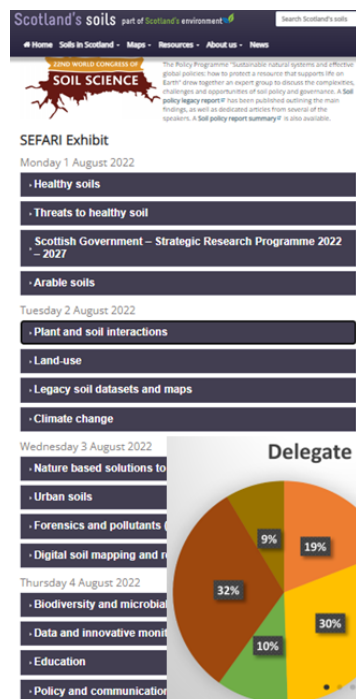 Scotland's soils part of Scotland's environment
Search Scotland's soils
Home Soils in Scotland Maps Resources About us News
22ND WORLD CONGRESS OF
SOIL SCIENCE
The Policy Programme "Sustainable natural systems and effective
global policies: how to protect a resource that supports life on
Earth" drew together an expert group to discuss the complexities,
challenges and opportunities of soil policy and governance. A Soil
policy legacy report has been published outlining the main
findings, as well as dedicated articles from several of the
speakers. A Soil policy report summary is also available.
SEFARI Exhibit
Monday 1 August 2022
Healthy soils
Threats to healthy soil
Scottish Government – Strategic Research Programme 2022
– 2027
Arable soils
Tuesday 2 August 2022
Plant and soil interactions
Land-use
Legacy soil datasets and maps
Climate change
Wednesday 3 August 2022
Nature based solutions to
Urban soils
Forensics and pollutants (
Digital soil mapping and
Thursday 4 August 2022
Biodiversity and microbial
Data and innovative monit
Education
Policy and communication
Delegate
9%
19%
32%
30%
10%